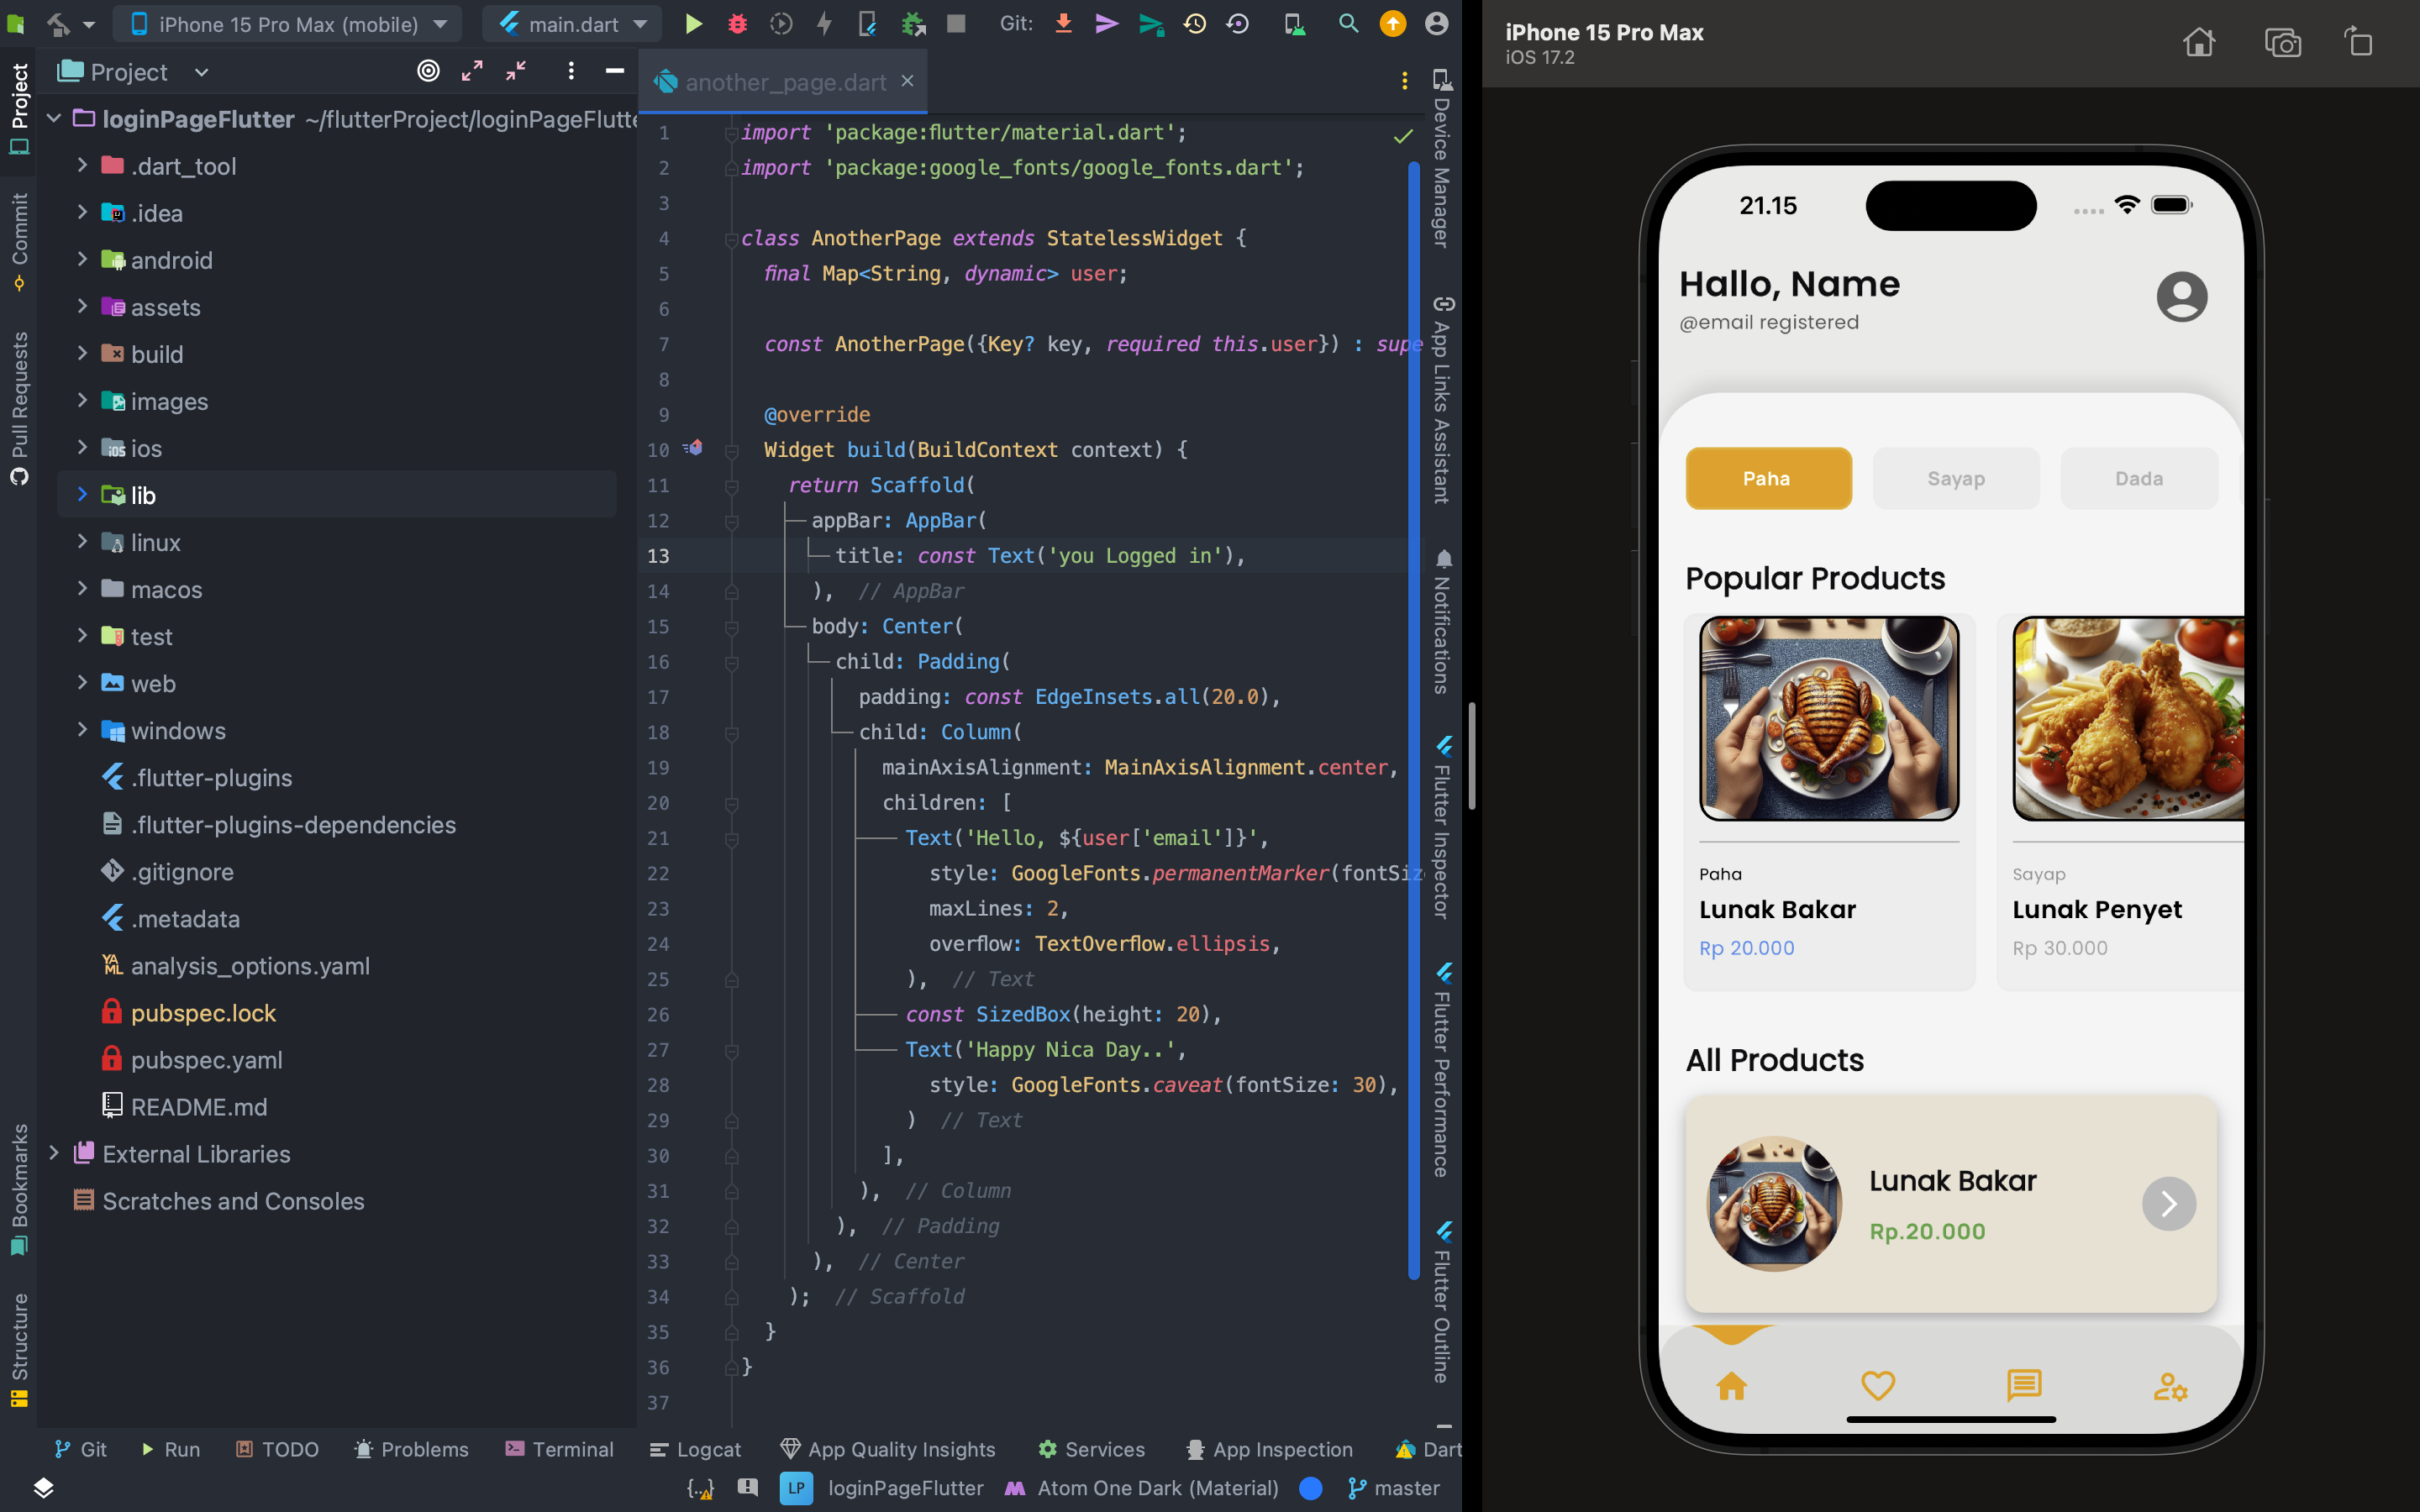 iPhone 15 Pro Max (mobile)
main.dart
Git:
Project
another_page.dart
Project
Commit
Pull Requests
Bookmarks
Structure
loginPageFlutter ~/flutterProject/loginPageFlutte
.dart_tool
.idea
android
assets
build
images
ios
lib
linux
macos
test
web
windows
.flutter-plugins
.flutter-plugins-dependencies
.gitignore
.metadata
analysis_options.yaml
pubspec.lock
pubspec.yaml
README.md
External Libraries
Scratches and Consoles
1 import 'package:flutter/material.dart';
2 import 'package:google_fonts/google_fonts.dart';
3
4 class AnotherPage extends StatelessWidget {
5 final Map<String, dynamic> user;
6
7 const AnotherPage({Key? key, required this.user}) : supe
8
9 @override
10 Widget build(BuildContext context) {
11 return Scaffold(
12 appBar: AppBar(
13 title: const Text('you Logged in'),
14 ), // AppBar
15 body: Center(
16 child: Padding(
17 padding: const EdgeInsets.all(20.0),
18 child: Column(
19 mainAxisAlignment: MainAxisAlignment.center,
20 children: [
21 Text('Hello, ${user['email']}',
22 style: GoogleFonts.permanentMarker(fontSiz
23 maxLines: 2,
24 overflow: TextOverflow.ellipsis,
25 ), // Text
26 const SizedBox(height: 20),
27 Text('Happy Nica Day..',
28 style: GoogleFonts.caveat(fontSize: 30),
29 ) // Text
30 ],
31 ), // Column
32 ), // Padding
33 ), // Center
34 ); // Scaffold
35 }
36 }
37
Device Manager
App Links Assistant
Notifications
Flutter Inspector
Flutter Performance
Flutter Outline
Git
Run
TODO
Problems
Terminal
Logcat
App Quality Insights
Services
App Inspection
Dart
LP
loginPageFlutter
Atom One Dark (Material)
master
iPhone 15 Pro Max
iOS 17.2
21.15
Hallo, Name
@email registered
Paha
Sayap
Dada
Popular Products
Paha
Lunak Bakar
Rp 20.000
Sayap
Lunak Penyet
Rp 30.000
All Products
Lunak Bakar
Rp.20.000